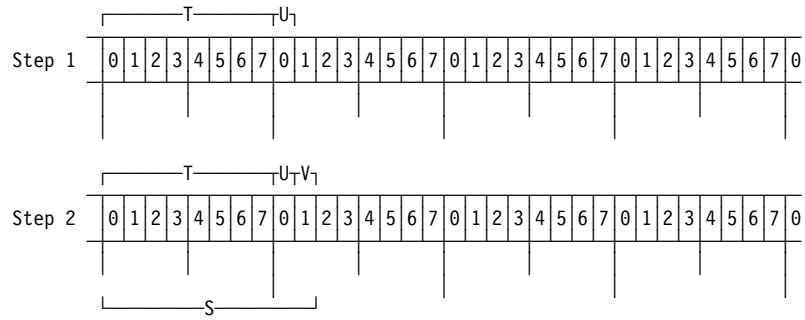 T U
Step 1 0 1 2 3 4 5 6 7 0 1 2 3 4 5 6 7 0 1 2 3 4 5 6 7 0 1 2 3 4 5 6 7 0
T U V
Step 2 0 1 2 3 4 5 6 7 0 1 2 3 4 5 6 7 0 1 2 3 4 5 6 7 0 1 2 3 4 5 6 7 0
S